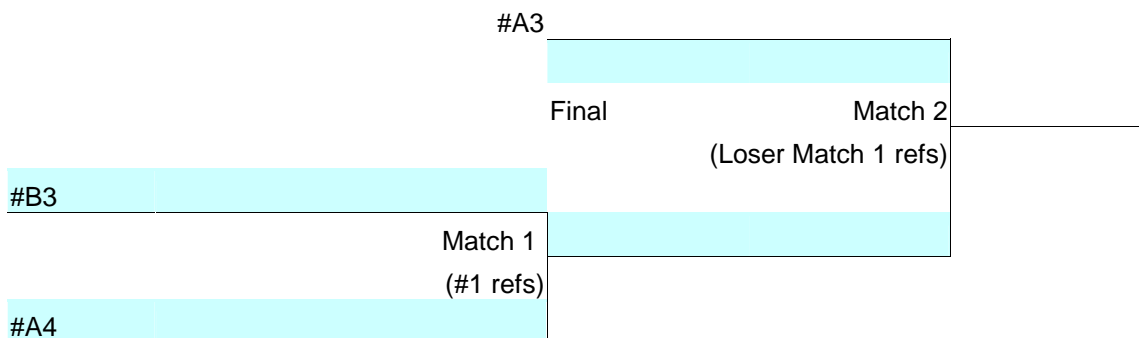 #A3
Final Match 2
(Loser Match 1 refs)
#B3
Match 1
(#1 refs)
#A4